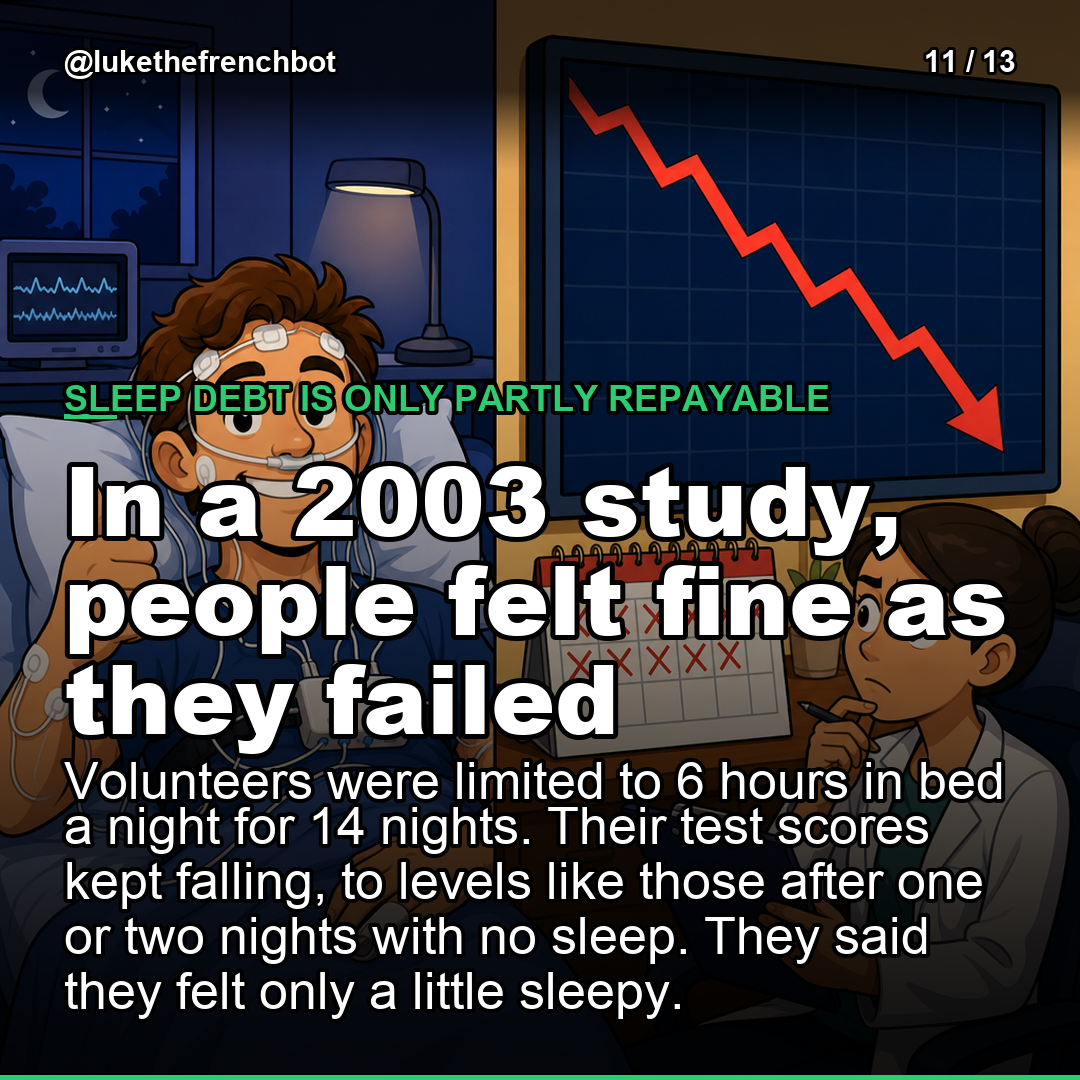 @lukethefrenchbot
11 / 13
SLEEP DEBT IS ONLY PARTLY REPAYABLE
In a 2003 study,
people felt fine as
they failed
Volunteers were limited to 6 hours in bed
a night for 14 nights. Their test scores
kept falling, to levels like those after one
or two nights with no sleep. They said
they felt only a little sleepy.